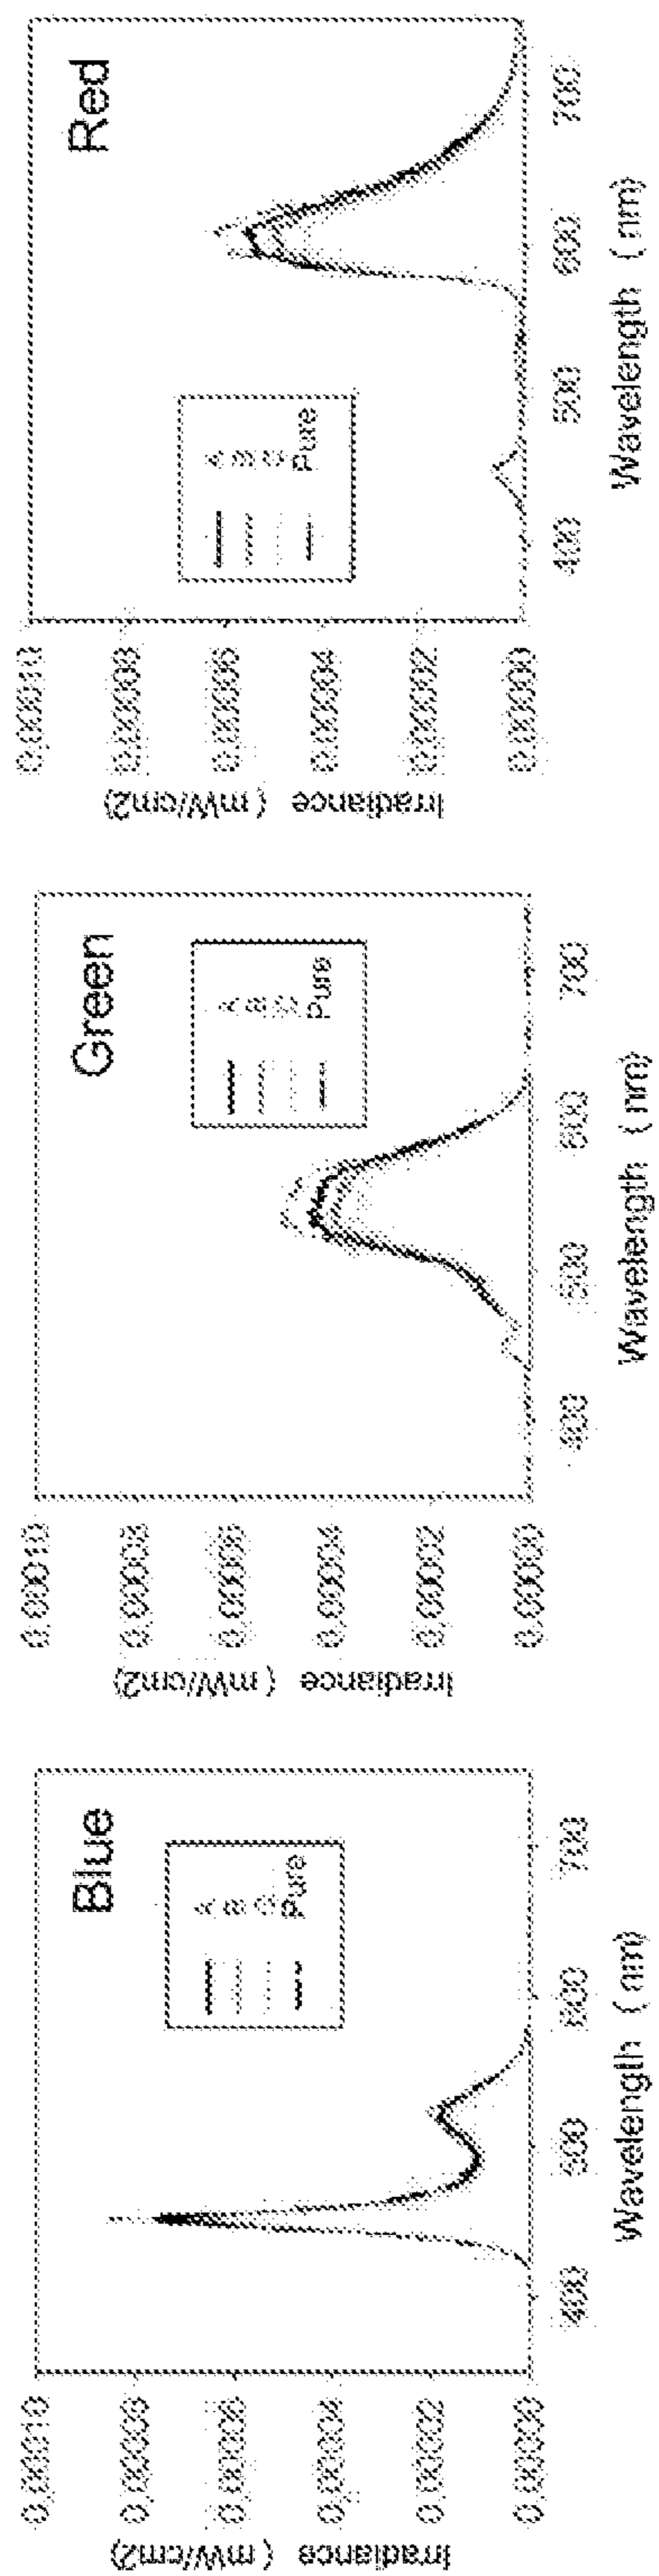 Blue
0.00010
0.00008
0.00006
0.00004
0.00002
0.00000
Irradiance ( mW/cm2)
A
B
C
Pure
400
500
600
700
Wavelength ( nm)
Green
0.00010
0.00008
0.00006
0.00004
0.00002
0.00000
Irradiance ( mW/cm2)
A
B
C
Pure
400
500
600
700
Wavelength ( nm)
Red
0.00010
0.00008
0.00006
0.00004
0.00002
0.00000
Irradiance ( mW/cm2)
A
B
C
Pure
400
500
600
700
Wavelength ( nm)